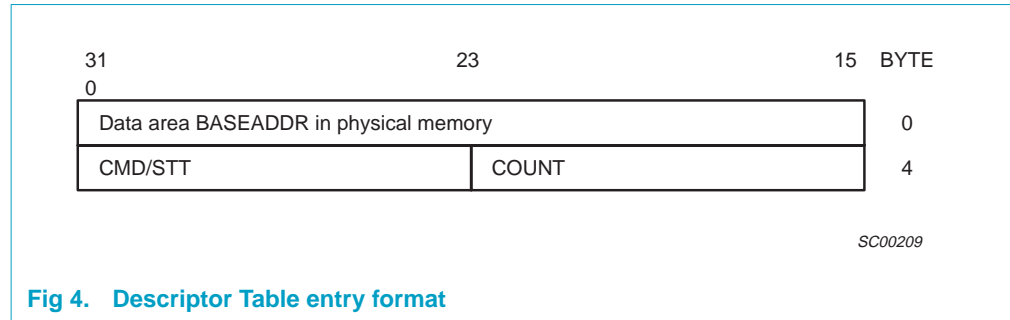 31 23 15 BYTE
0
Data area BASEADDR in physical memory 0
CMD/STT COUNT 4
SC00209
Fig 4. Descriptor Table entry format